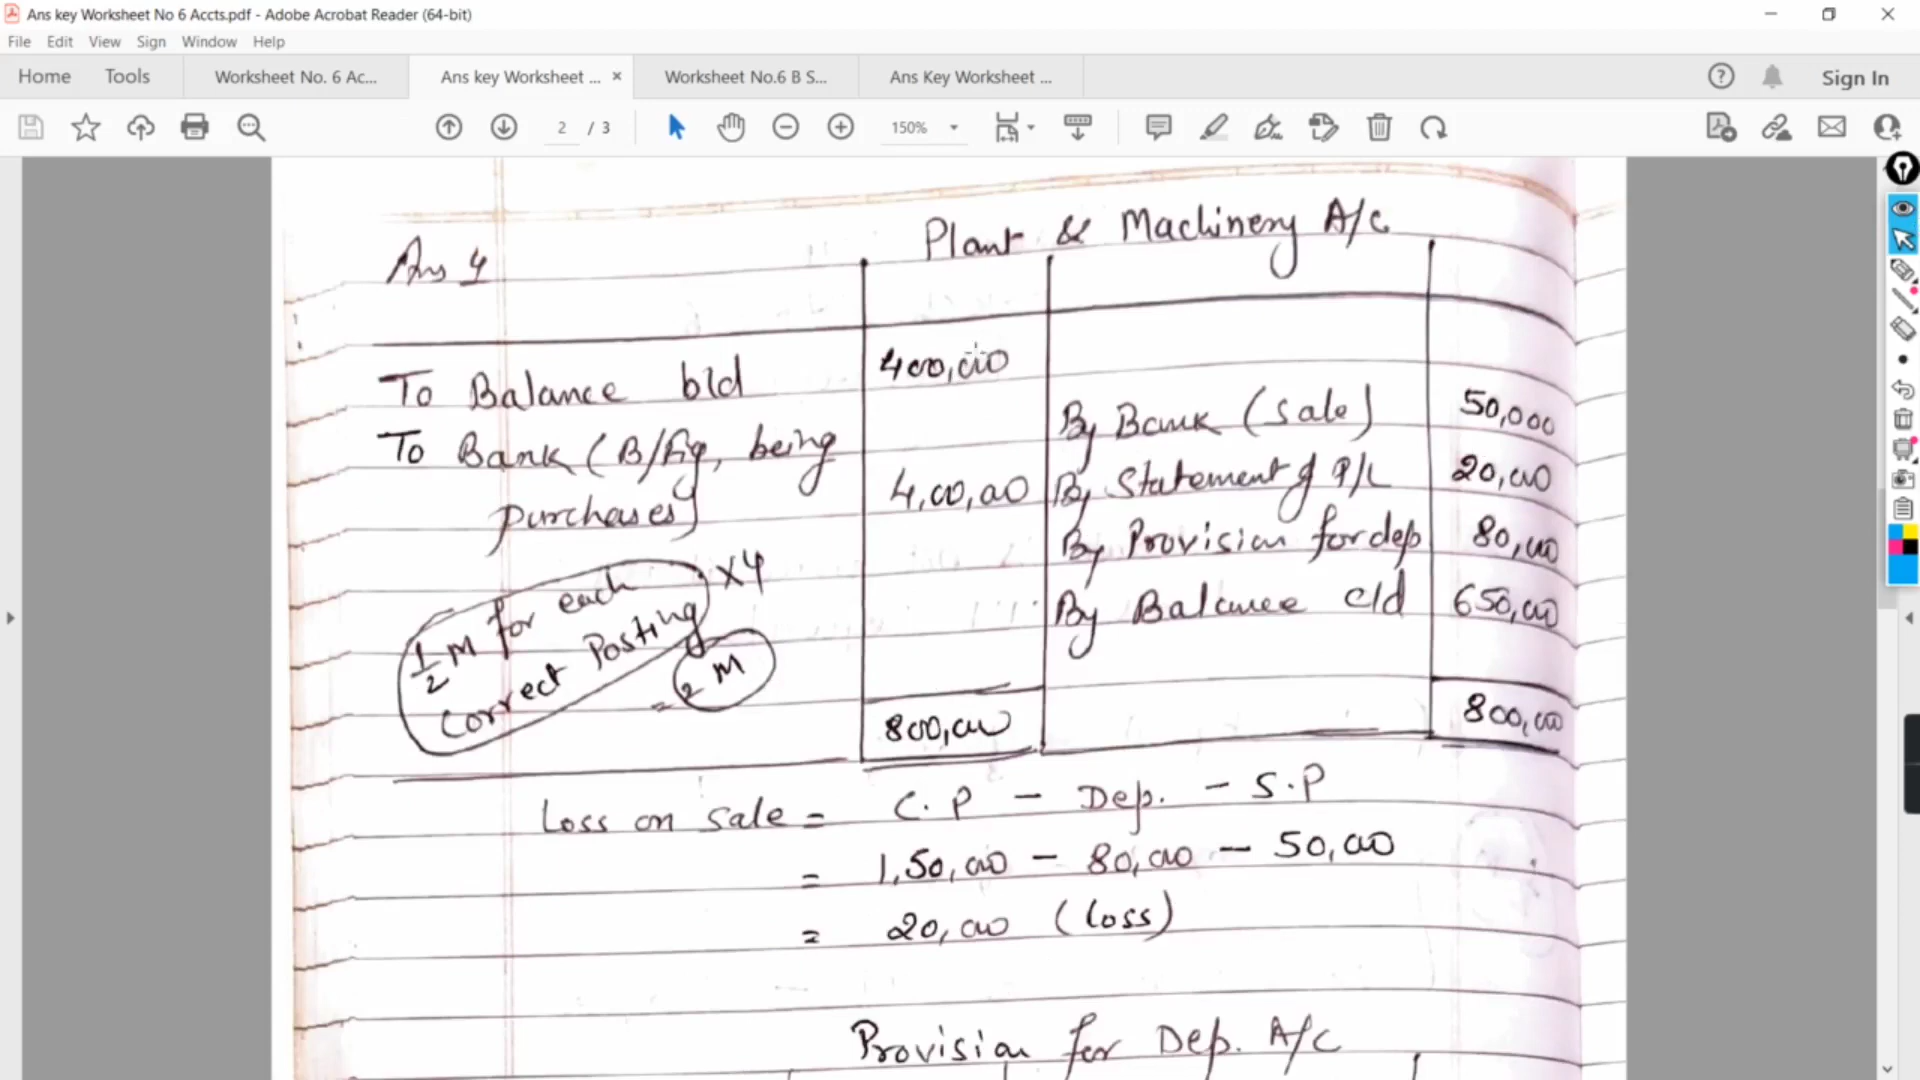 Ans key Worksheet No 6 Accts.pdf - Adobe Acrobat Reader (64-bit)
File Edit View Sign Window Help
Home Tools Worksheet No. 6 Ac... Ans key Worksheet ... × Worksheet No.6 B S... Ans Key Worksheet ... Sign In
2 / 3 150%
Plant & Machinery A/C
Ans 4
To Balance b/d 400,000
By Bank (sale) 50,000
To Bank (B/Fig, being purchases) 4,00,000
By Statement of P/L 20,000
By Provision for dep 80,000
By Balance c/d 650,000
1/2 M for each Correct Posting X4
= 2 M
800,000 800,000
Loss on sale = C.P - Dep. - S.P
= 1,50,000 - 80,000 - 50,000
= 20,000 (loss)
Provision for Dep. A/C